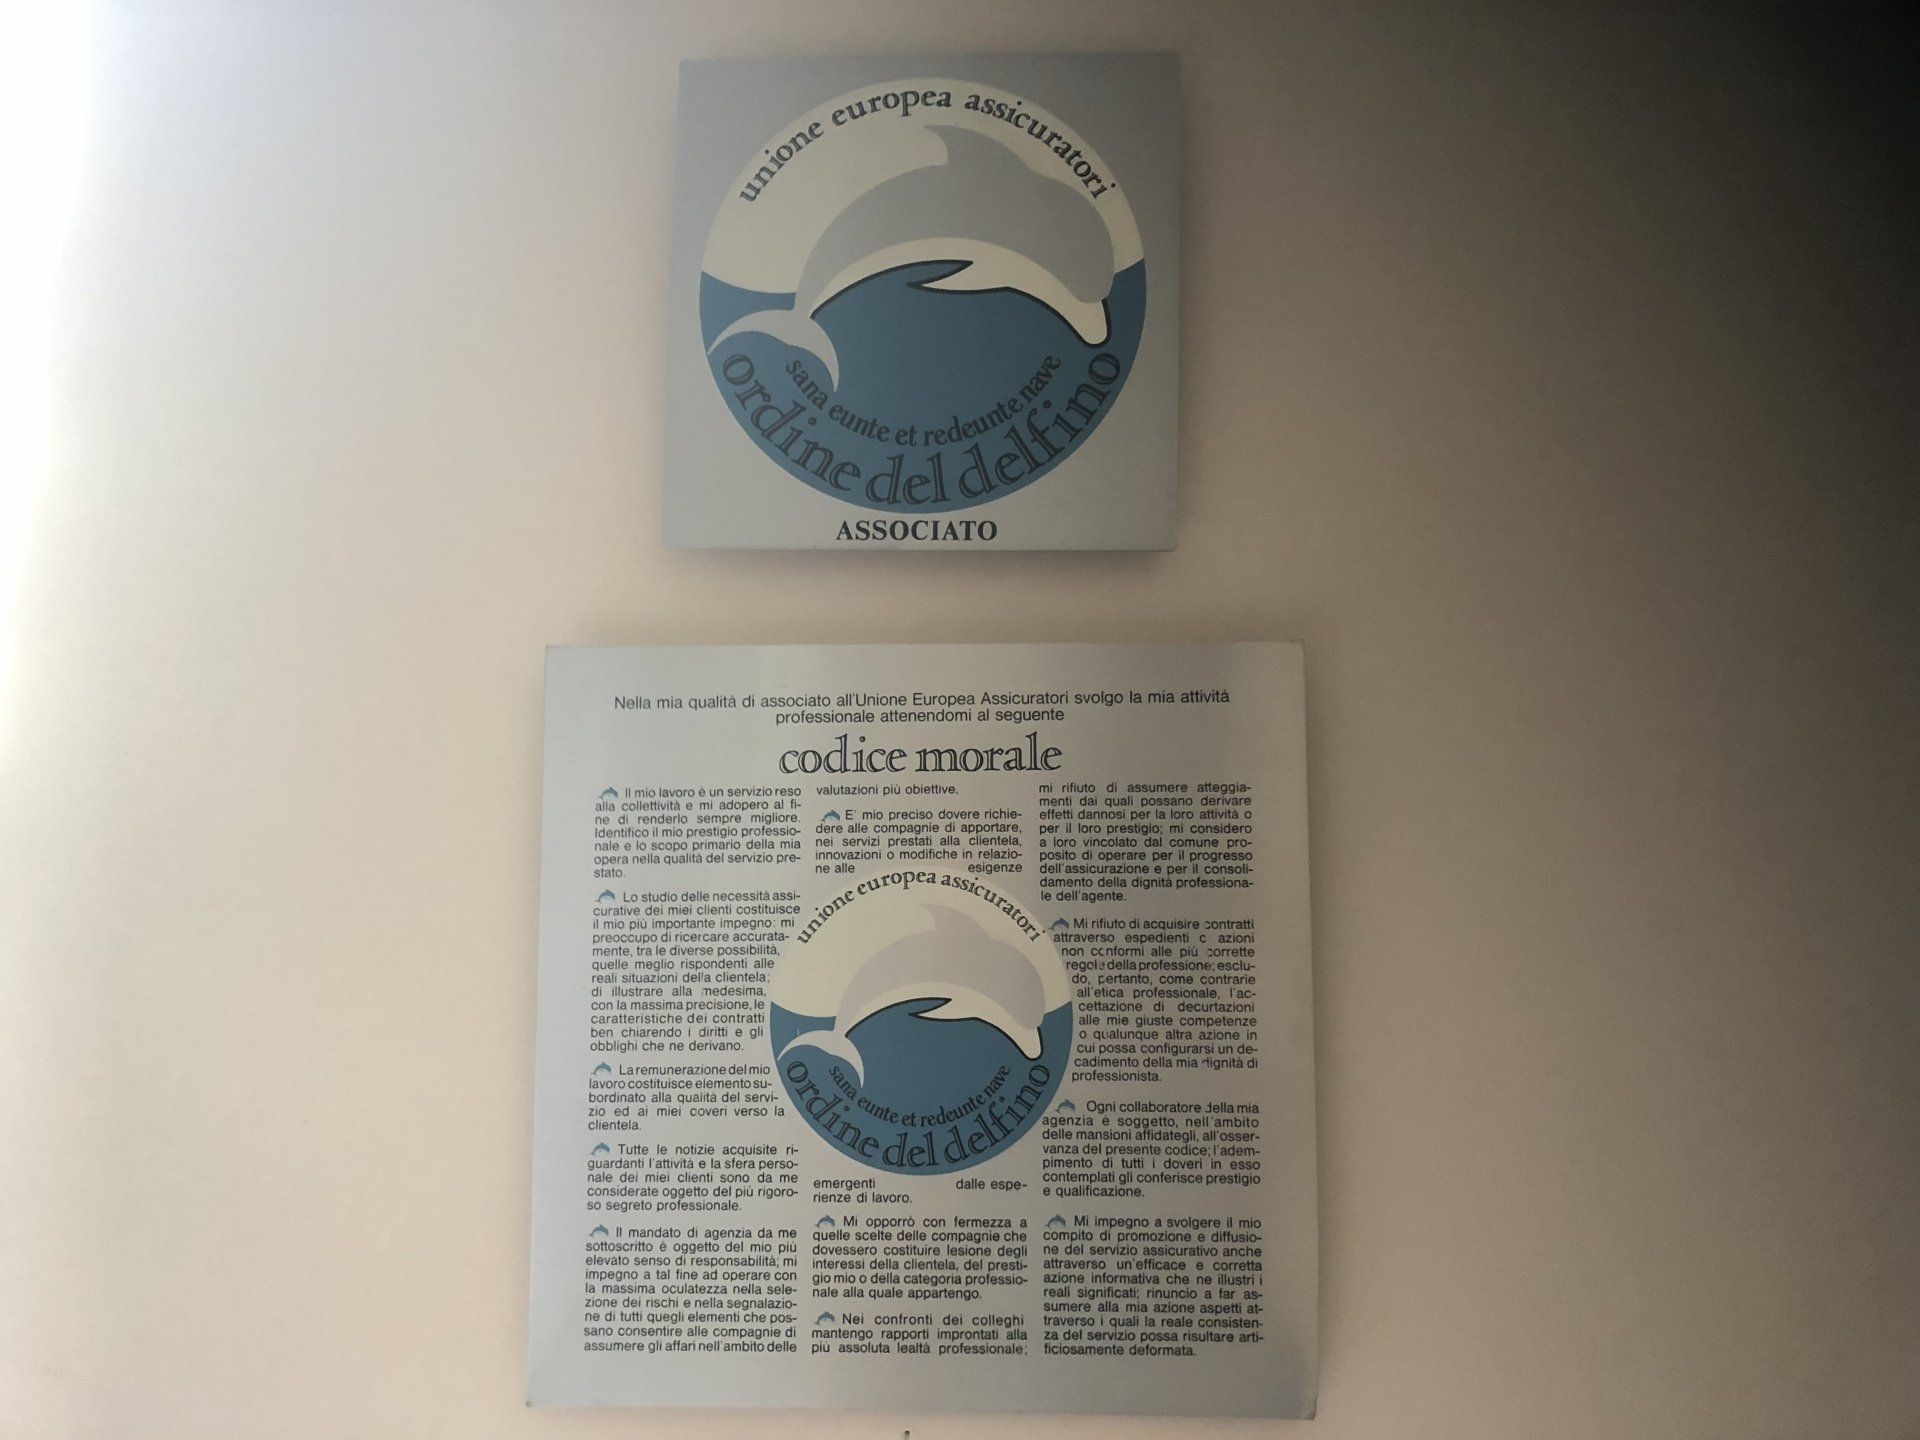 unione europea assicuratori
sana eunte et redeunte nave
ordine del delfino
ASSOCIATO
Nella mia qualità di associato all'Unione Europea Assicuratori svolgo la mia attività
professionale attenendomi al seguente
codice morale
Il mio lavoro è un servizio reso
alla collettività e mi adopero al fi-
ne di renderlo sempre migliore.
Identifico il mio prestigio professio-
nale e lo scopo primario della mia
opera nella qualità del servizio pre-
stato.
Lo studio delle necessità assi-
curative dei miei clienti costituisce
il mio più importante impegno: mi
preoccupo di ricercare accurata-
mente, tra le diverse possibilità,
quelle meglio rispondenti alle
reali situazioni della clientela;
di illustrare alla medesima,
con la massima precisione, le
caratteristiche dei contratti
ben chiarendo i diritti e gli
obblighi che ne derivano.
La remunerazione del mio
lavoro costituisce elemento su-
bordinato alla qualità del servi-
zio ed ai miei coveri verso la
clientela.
Tutte le notizie acquisite ri-
guardanti l'attività e la sfera perso-
nale dei miei clienti sono da me
considerate oggetto del più rigoro-
so segreto professionale.
Il mandato di agenzia da me
sottoscritto è oggetto del mio più
elevato senso di responsabilità; mi
impegno a tal fine ad operare con
la massima oculatezza nella sele-
zione dei rischi e nella segnalazio-
ne di tutti quegli elementi che pos-
sano consentire alle compagnie di
assumere gli affari nell'ambito delle
valutazioni più obiettive.
E' mio preciso dovere richie-
dere alle compagnie di apportare,
nei servizi prestati alla clientela,
innovazioni o modifiche in relazio-
ne alle esigenze
unione europea assicuratori
sana eunte et redeunte nave
ordine del delfino
emergenti dalle espe-
rienze di lavoro.
Mi opporrò con fermezza a
quelle scelte delle compagnie che
dovessero costituire lesione degli
interessi della clientela, del presti-
gio mio o della categoria professio-
nale alla quale appartengo.
Nei confronti dei colleghi
mantengo rapporti improntati alla
più assoluta lealtà professionale;
mi rifiuto di assumere atteggia-
menti dai quali possano derivare
effetti dannosi per la loro attività o
per il loro prestigio; mi considero
a loro vincolato dal comune pro-
posito di operare per il progresso
dell'assicurazione e per il consoli-
damento della dignità professiona-
le dell'agente.
Mi rifiuto di acquisire contratti
attraverso espedienti o azioni
non conformi alle più corrette
regole della professione; esclu-
do, pertanto, come contrarie
all'etica professionale, l'ac-
cettazione di decurtazioni
alle mie giuste competenze
o qualunque altra azione in
cui possa configurarsi un de-
cadimento della mia dignità di
professionista.
Ogni collaboratore della mia
agenzia è soggetto, nell'ambito
delle mansioni affidategli, all'osser-
vanza del presente codice; l'adem-
pimento di tutti i doveri in esso
contemplati gli conferisce prestigio
e qualificazione.
Mi impegno a svolgere il mio
compito di promozione e diffusio-
ne del servizio assicurativo anche
attraverso un'efficace e corretta
azione informativa che ne illustri i
reali significati; rinuncio a far as-
sumere alla mia azione aspetti at-
traverso i quali la reale consisten-
za del servizio possa risultare arti-
ficiosamente deformata.